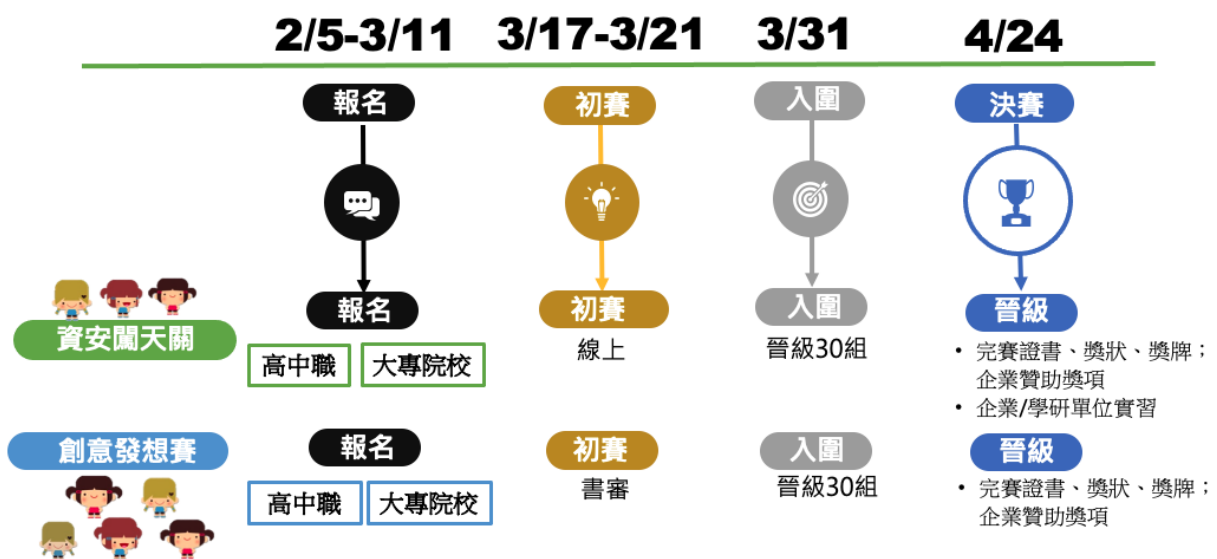 2/5-3/11 3/17-3/21 3/31 4/24
報名 初賽 入圍 決賽
資安闖天關 報名 初賽 入圍 晉級
高中職 大專院校 線上 晉級30組
• 完賽證書、獎狀、獎牌；
企業贊助獎項
• 企業/學研單位實習
創意發想賽 報名 初賽 入圍 晉級
高中職 大專院校 書審 晉級30組
• 完賽證書、獎狀、獎牌；
企業贊助獎項